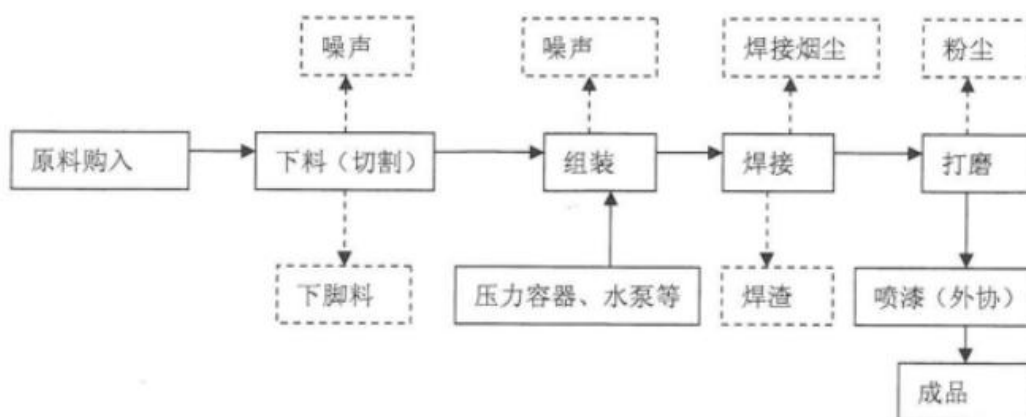 噪声
噪声
焊接烟尘
粉尘
原料购入
下料（切割）
组装
焊接
打磨
下脚料
压力容器、水泵等
焊渣
喷漆（外协）
成品